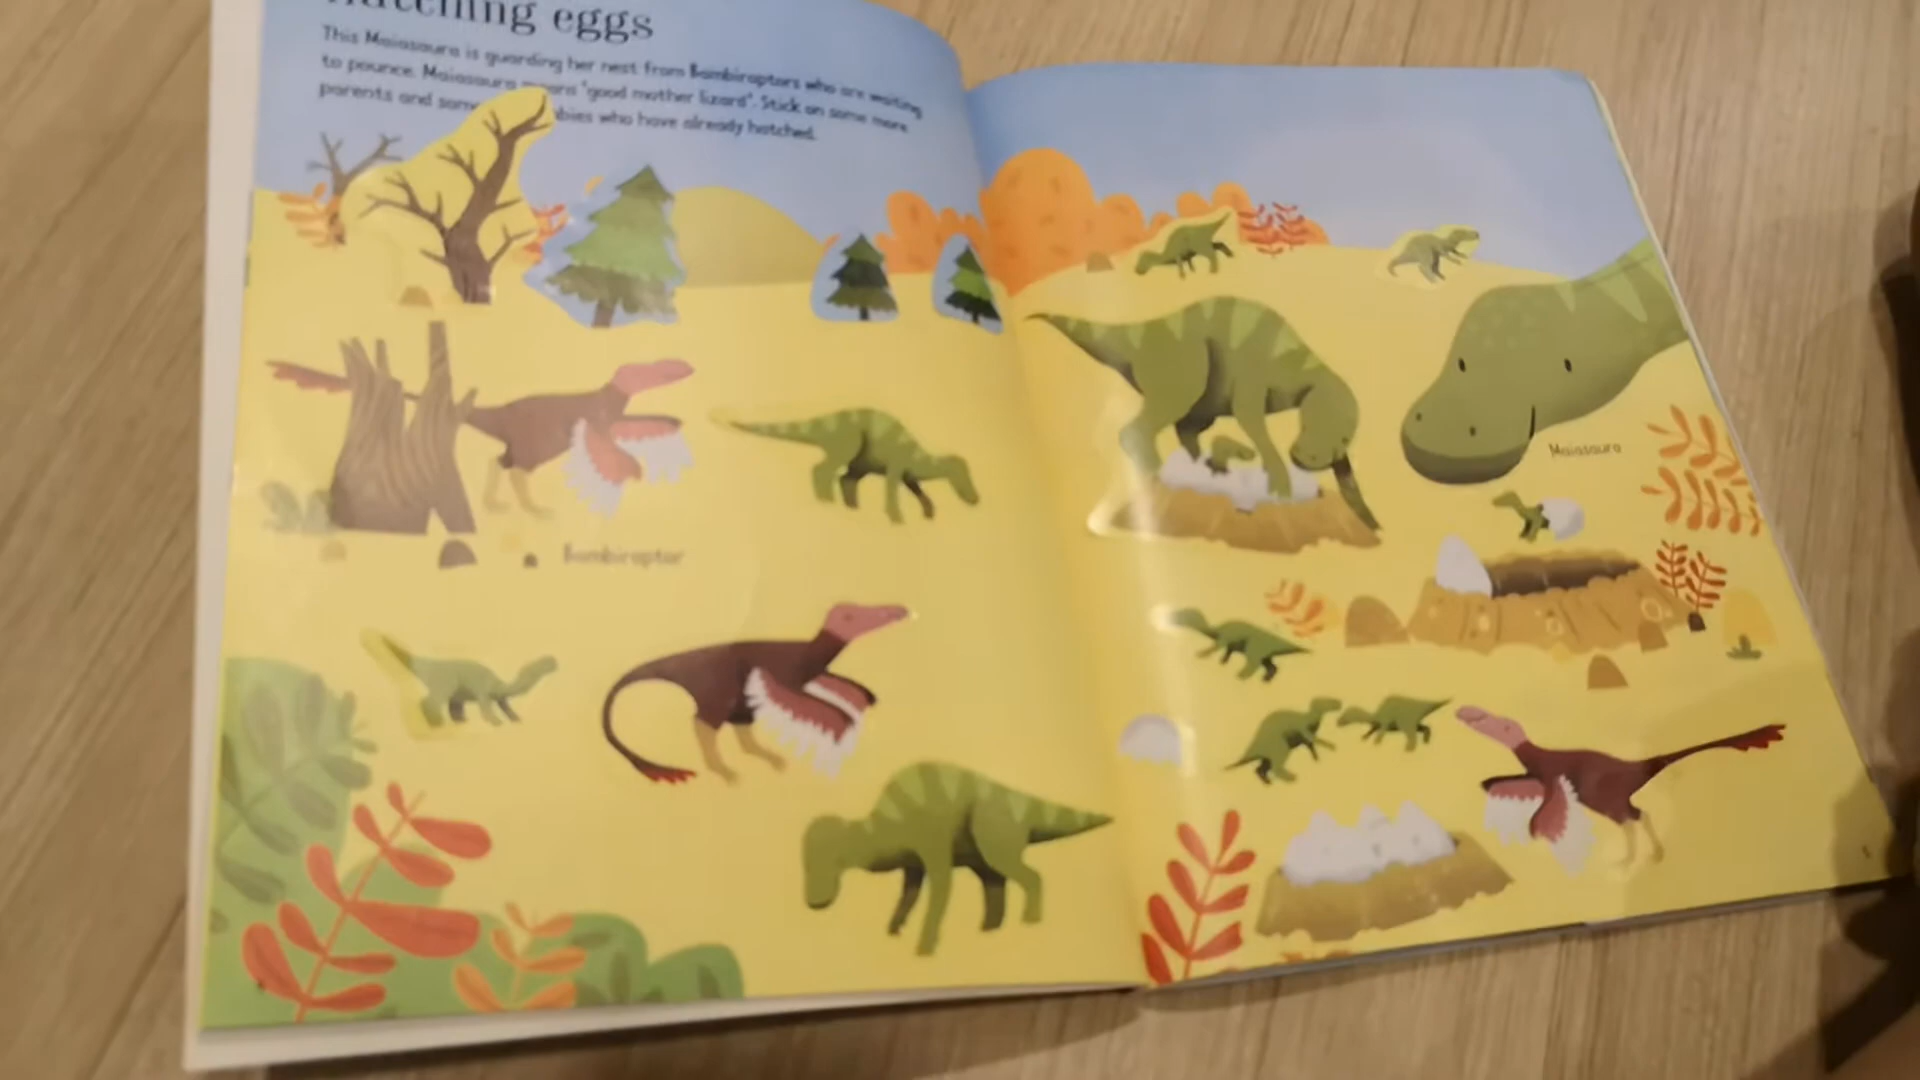 hatching eggs
This Maiasaura is guarding her nest from Bambiraptors who are waiting
to pounce. Maiasaura means "good mother lizard". Stick on some more
parents and some babies who have already hatched.
Bambiraptor
Maiasaura